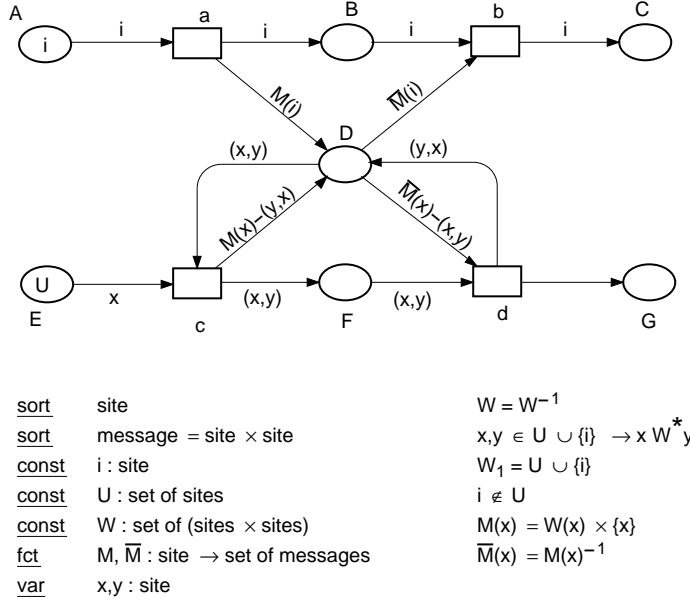 A
a
B
b
C
i
i
i
i
i
M(i)
M̅(i)
D
(x,y)
(y,x)
M(x)–(y,x)
M̅(x)–(x,y)
U
x
(x,y)
(x,y)
E
c
F
d
G
sort site W = W⁻¹
sort message = site × site x,y ∈ U ∪ {i} → x W*y
const i : site W₁ = U ∪ {i}
const U : set of sites i ∉ U
const W : set of (sites × sites) M(x) = W(x) × {x}
fct M, M̅ : site → set of messages M̅(x) = M(x)⁻¹
var x,y : site